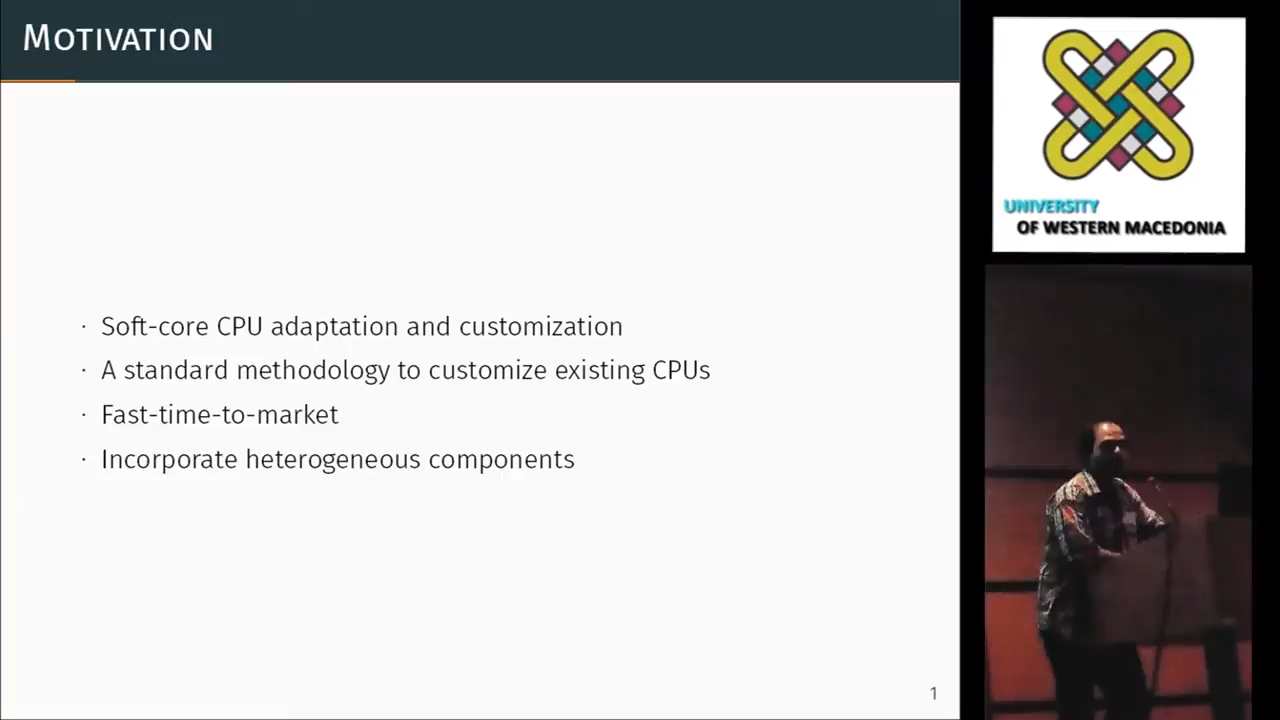 MOTIVATION
· Soft-core CPU adaptation and customization
· A standard methodology to customize existing CPUs
· Fast-time-to-market
· Incorporate heterogeneous components
1
UNIVERSITY
OF WESTERN MACEDONIA